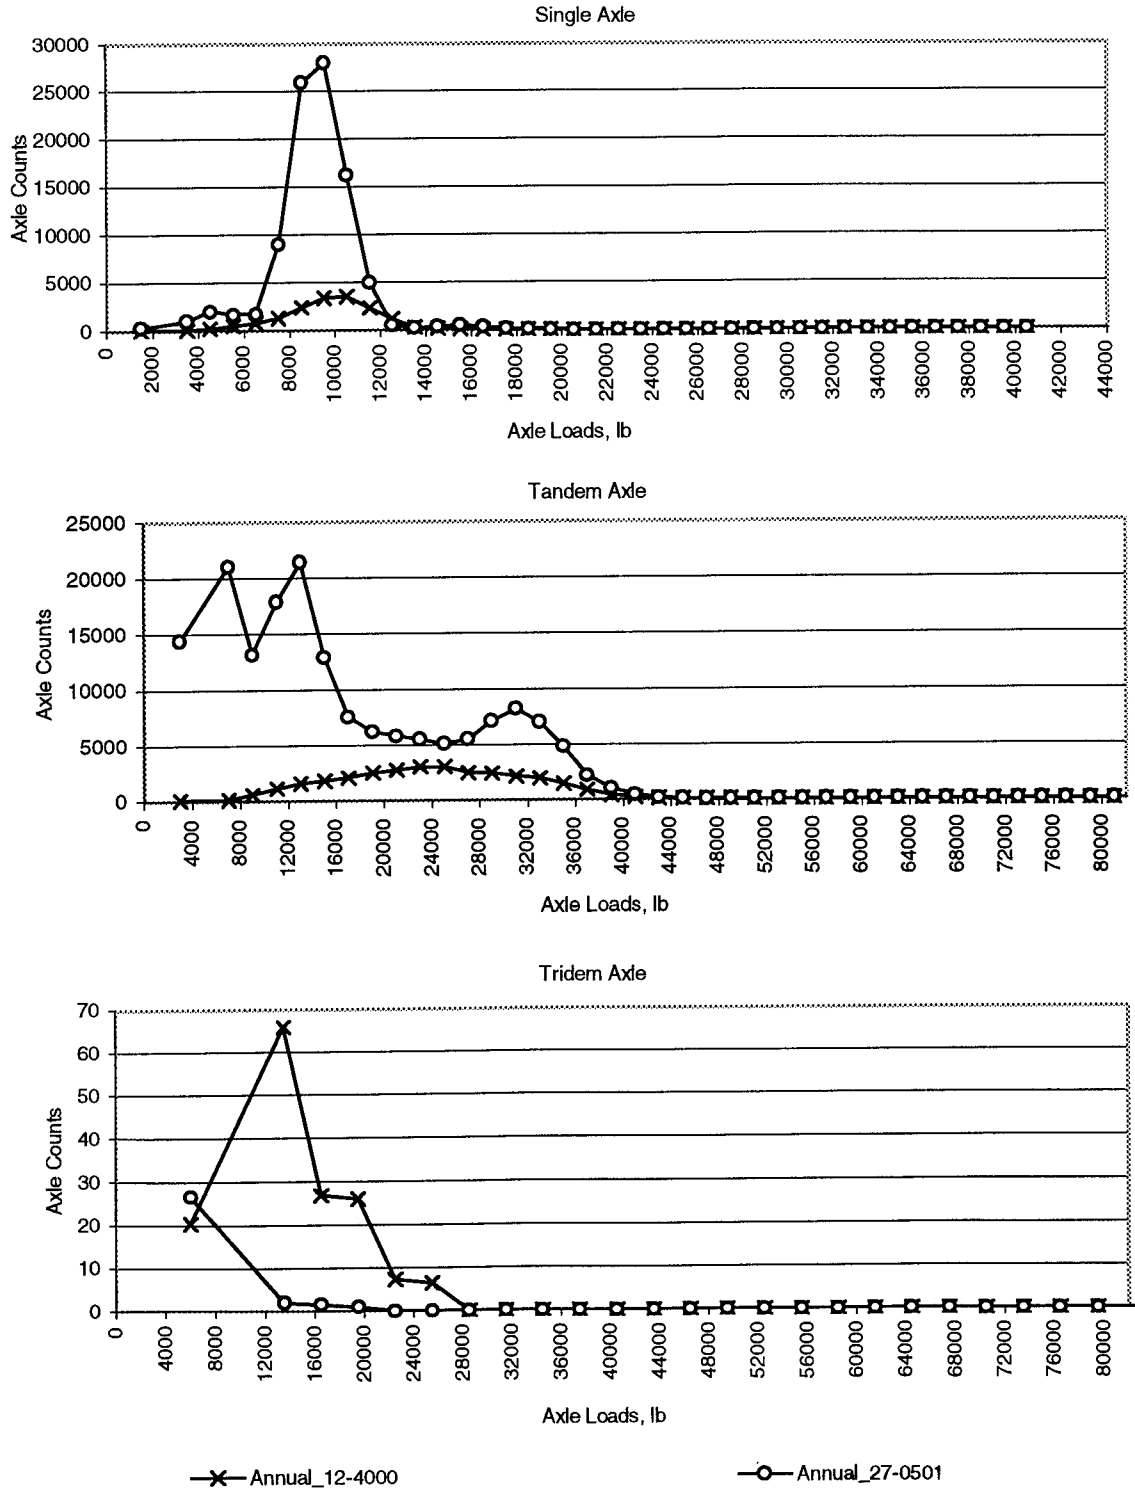 Single Axle
30000
25000
20000
15000
10000
5000
0
Axle Counts
0 2000 4000 6000 8000 10000 12000 14000 16000 18000 20000 22000 24000 26000 28000 30000 32000 34000 36000 38000 40000 42000 44000
Axle Loads, lb
Tandem Axle
25000
20000
15000
10000
5000
0
Axle Counts
0 4000 8000 12000 16000 20000 24000 28000 32000 36000 40000 44000 48000 52000 56000 60000 64000 68000 72000 76000 80000
Axle Loads, lb
Tridem Axle
70
60
50
40
30
20
10
0
Axle Counts
0 4000 8000 12000 16000 20000 24000 28000 32000 36000 40000 44000 48000 52000 56000 60000 64000 68000 72000 76000 80000
Axle Loads, lb
Annual_12-4000 Annual_27-0501